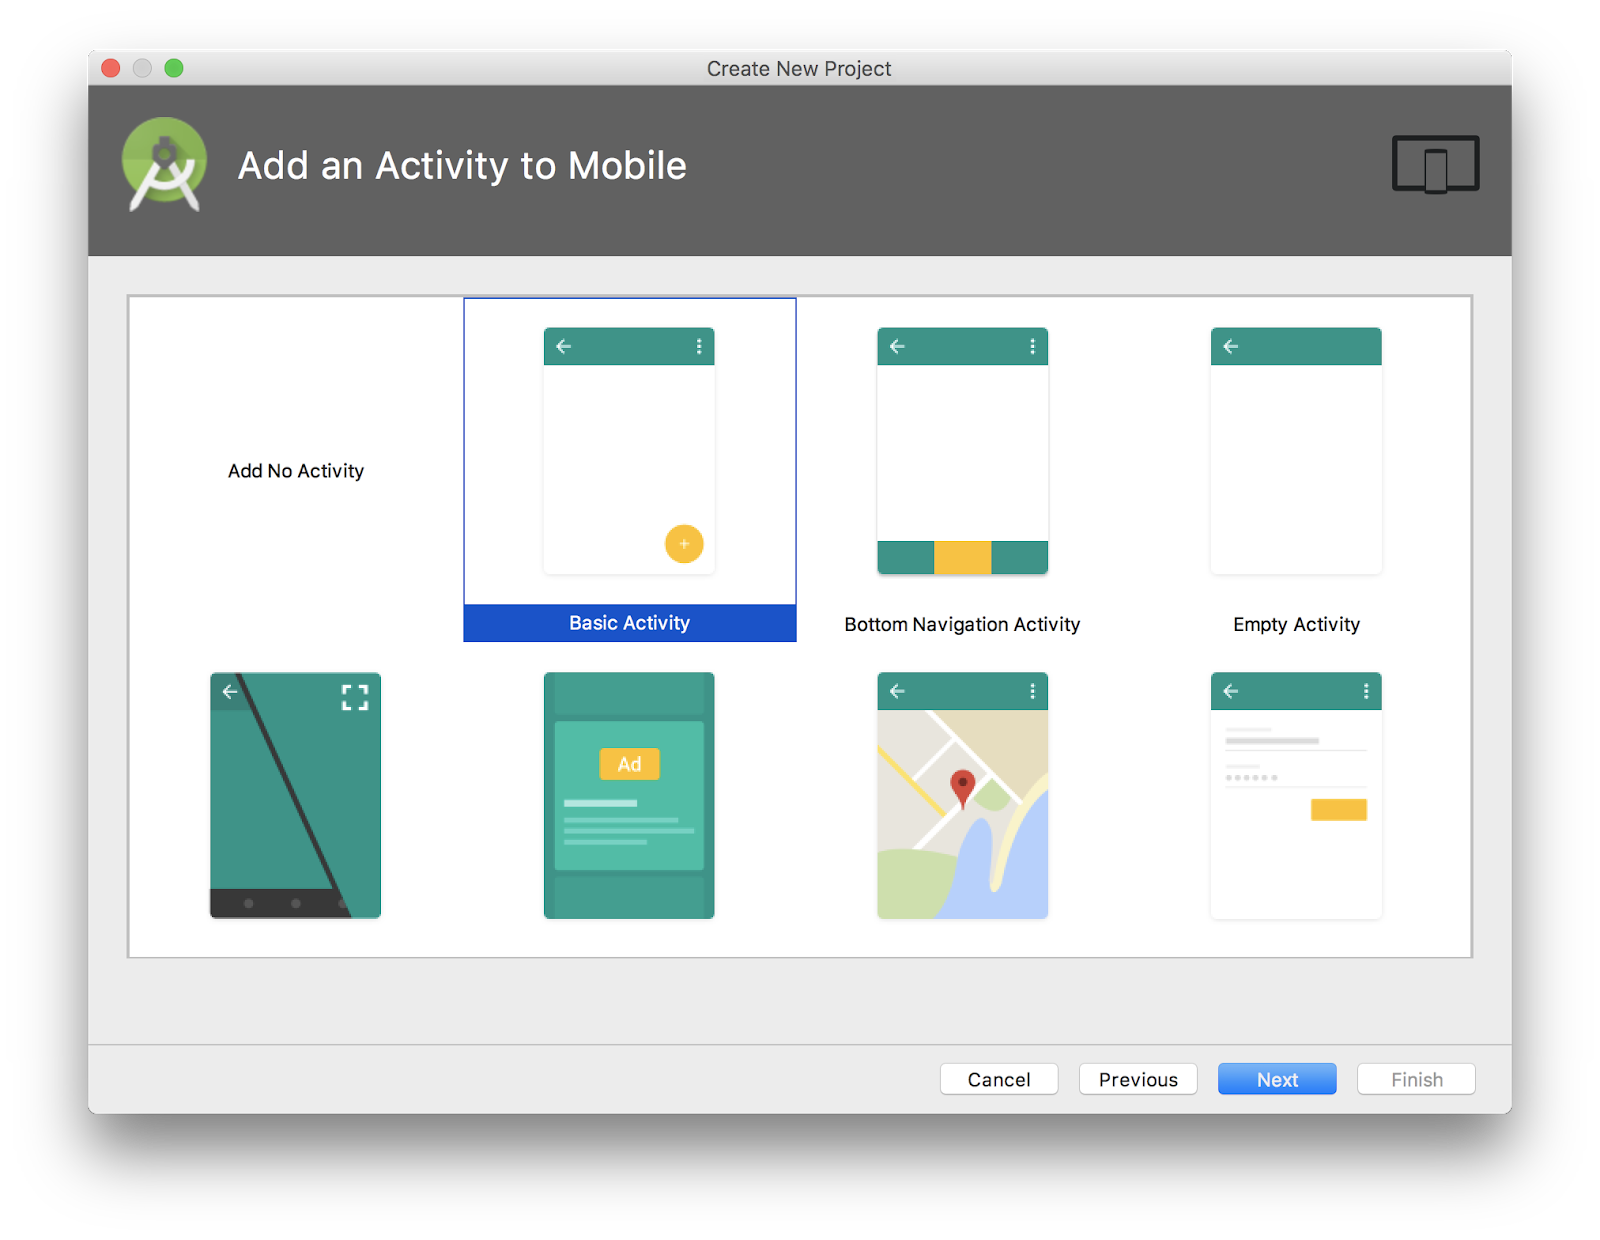 Create New Project
Add an Activity to Mobile
Add No Activity
Basic Activity
Bottom Navigation Activity
Empty Activity
Ad
Cancel
Previous
Next
Finish